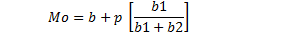 Mo = b + p [b1 / (b1 + b2)]